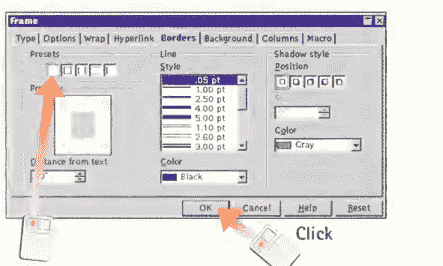 Frame
Type Options Wrap Hyperlink Borders Background Columns Macro
Presets Line Shadow style
Style Position
.05 pt
1.00 pt
2.50 pt
4.00 pt
5.00 pt
1.10 pt
2.60 pt
3.00 pt
Color
Gray
Distance from text Color
Black
OK Cancel Help Reset
Click